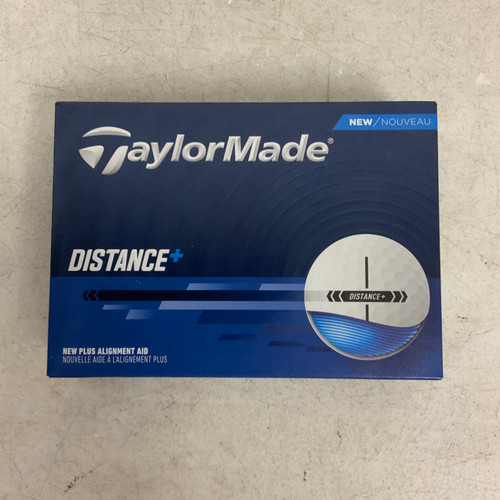 NEW/NOUVEAU
TaylorMade®
DISTANCE+
DISTANCE+
NEW PLUS ALIGNMENT AID
NOUVELLE AIDE A L'ALIGNEMENT PLUS